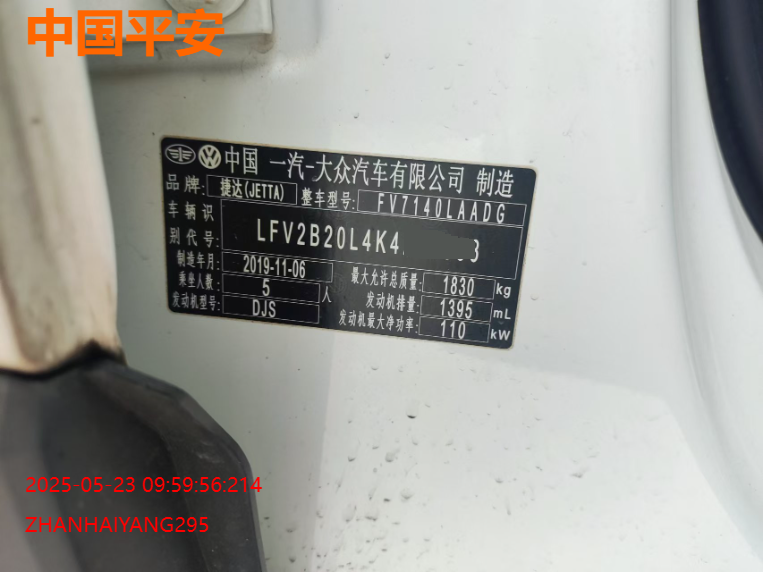 中国平安
中国 一汽-大众汽车有限公司 制造
品牌: 捷达(JETTA) 整车型号: FV7140LAADG
车辆识别代号: LFV2B20L4K4 3
制造年月: 2019-11-06 最大允许总质量: 1830 kg
乘坐人数: 5 人 发动机排量: 1395 mL
发动机型号: DJS 发动机最大净功率: 110 kW
2025-05-23 09:59:56:214
ZHANHAIYANG295